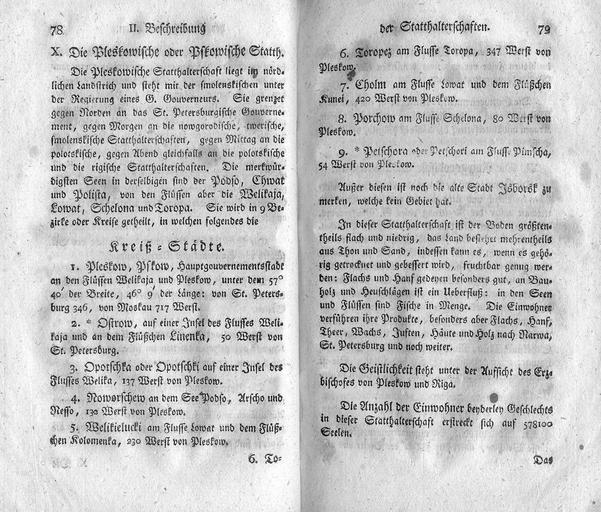 78 II. Beschreibung
X. Die Pleskowische oder Pskowische Statth.
Die Pleskowische Statthalterschaft liegt im nörd-
lichen Landstrich und steht mit der smolenskischen unter
der Regierung eines G. Gouverneurs. Sie grenzet
gegen Morden an das St. Petersburgische Gouverne-
ment, gegen Morgen an die nowgorodische, twerische,
smolenskische Statthalterschaften, gegen Mittag an die
polotskische, gegen Abend gleichfalls an die polotskische
und die rigische Statthalterschaften. Die merkwür-
digsten Seen in derselbigen sind der Podso, Chwat
und Polista, von den Flüssen aber die Welikaja,
Lowat, Schelona und Toropa. Sie wird in 9 Be-
zirke oder Kreise getheilt, in welchen folgendes die
Kreiß-Städte.
1. Pleskow, Pskow, Hauptgouvernementsstadt
an den Flüssen Welikaja und Pleskow, unter dem 57°
40′ der Breite, 46° 9′ der Länge: von St. Peters-
burg 346, von Moskau 717 Werst.
2. * Ostrow, auf einer Insel des Flusses Weli-
kaja und an dem Flüßchen Linenka, 50 Werst von
St. Petersburg.
3. Opotschka oder Opotschki auf einer Insel des
Flusses Welika, 137 Werst von Pleskow.
4. Noworschew an dem See Podso, Arscho und
Nesso, 130 Werst von Pleskow.
5. Welikielucki am Flusse Lowat und dem Flüß-
chen Kolomenka, 230 Werst von Pleskow.
6. To-
der Statthalterschaften. 79
6. Toropez am Flusse Toropa, 347 Werst von
Pleskow.
7. Cholm am Flusse Lowat und dem Flüßchen
Kunei, 420 Werst von Pleskow.
8. Porchow am Flusse Schelona, 80 Werst von
Pleskow.
9. * Petschora oder Petschori am Fluss. Pimscha,
54 Werst von Pleskow.
Außer diesen ist noch die alte Stadt Isborsk zu
merken, welche kein Gebiet hat.
In dieser Statthalterschaft ist der Boden größten-
theils flach und niedrig, das Land bestehet mehrentheils
aus Thon und Sand, indessen kann es, wenn es gehö-
rig getrocknet und gebessert wird, fruchtbar genug wer-
den: Flachs und Hanf gedeyen besonders gut, an Bau-
holz und Heuschlägen ist ein Ueberfluß: in den Seen
und Flüssen sind Fische in Menge. Die Einwohner
verführen ihre Produkte, besonders aber Flachs, Hanf,
Theer, Wachs, Juften, Häute und Holz nach Narwa,
St. Petersburg und noch weiter.
Die Geistlichkeit steht unter der Aufsicht des Erz-
bischofes von Pleskow und Riga.
Die Anzahl der Einwohner beyderley Geschlechts
in dieser Statthalterschaft erstreckt sich auf 578100
Seelen.
Das